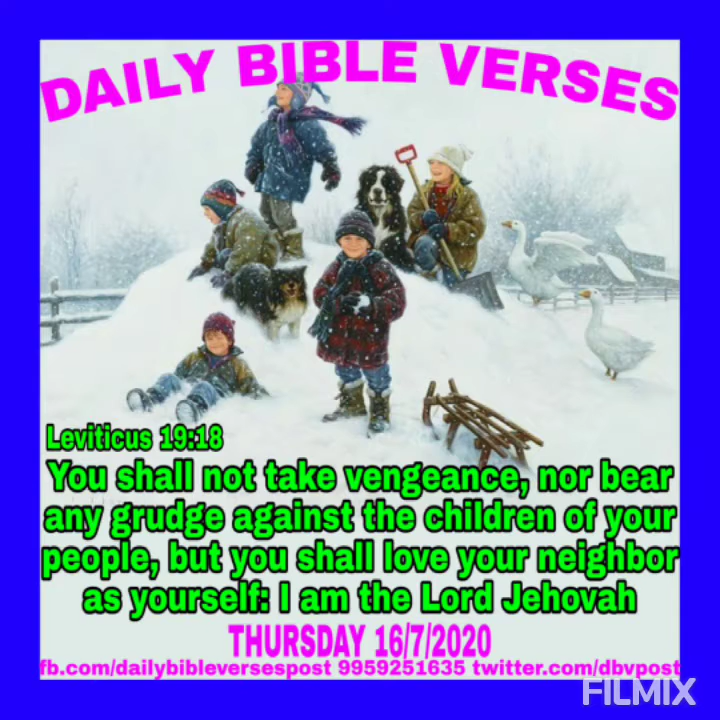 DAILY BIBLE VERSES
Leviticus 19:18
You shall not take vengeance, nor bear
any grudge against the children of your
people, but you shall love your neighbor
as yourself: I am the Lord Jehovah
THURSDAY 16/7/2020
fb.com/dailybibleversespost 9959251635 twitter.com/dbvpost
FILMIX